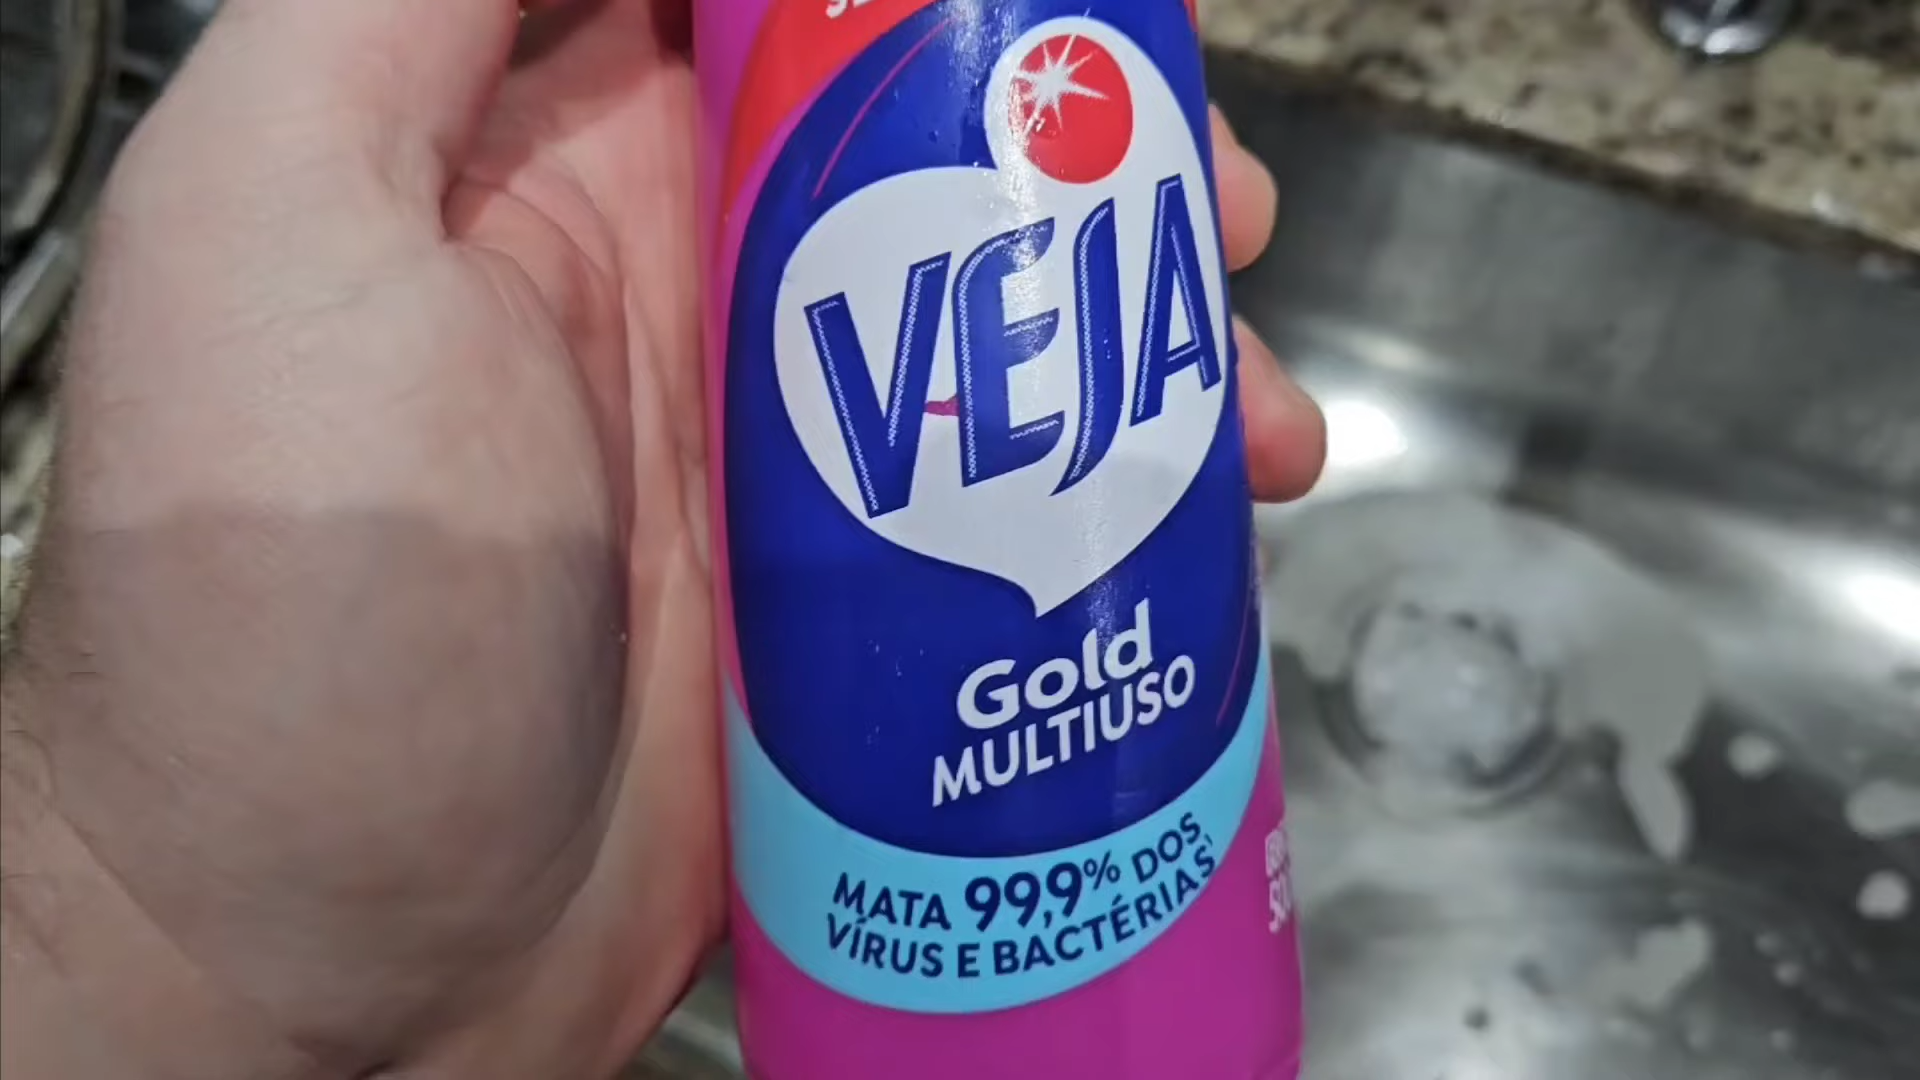 VEJA
Gold
MULTIUSO
MATA 99,9% DOS
VÍRUS E BACTÉRIAS